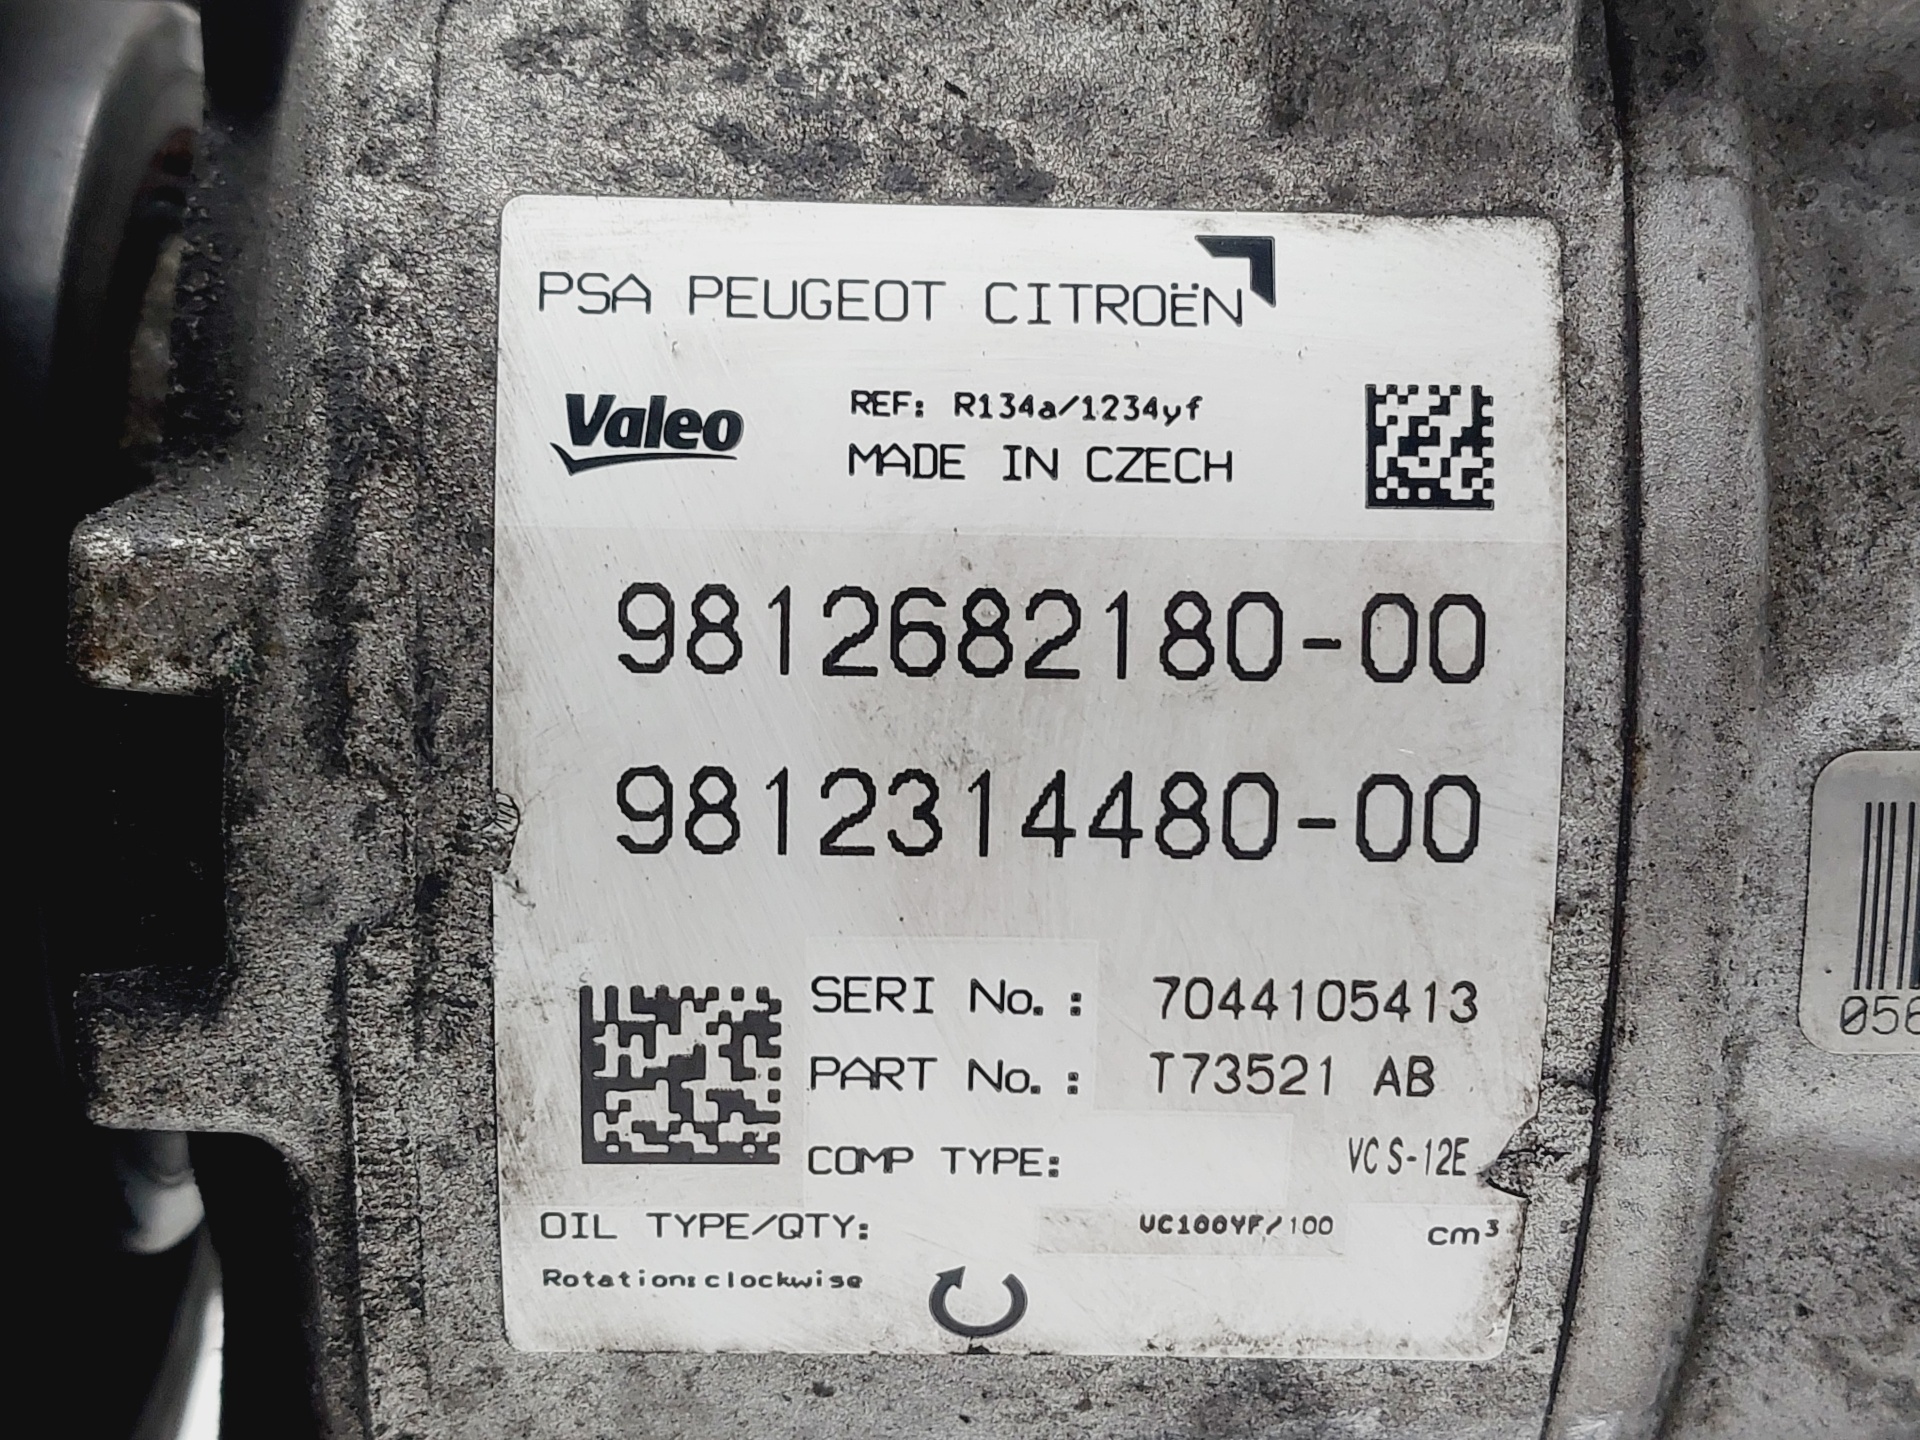 PSA PEUGEOT CITROËN
Valeo
REF: R134a/1234yf
MADE IN CZECH
9812682180-00
9812314480-00
SERI No. : 7044105413
PART No. : T73521 AB
COMP TYPE: VC S-12E
OIL TYPE/QTY: VC100YF/100 cm³
Rotation:clockwise